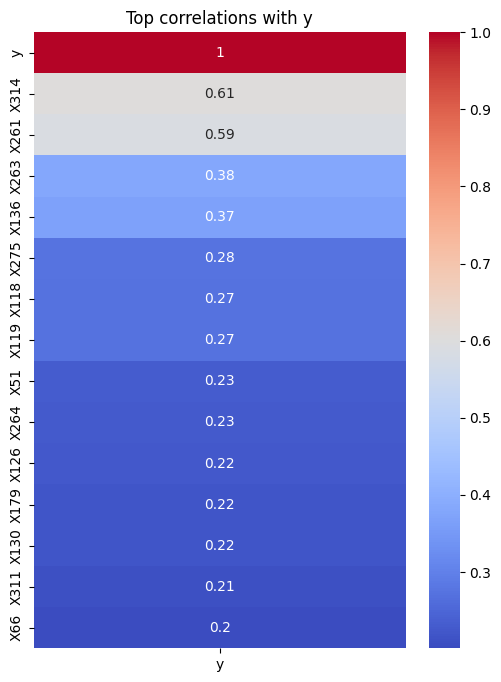 Top correlations with y
y 1
X314 0.61
X261 0.59
X263 0.38
X136 0.37
X275 0.28
X118 0.27
X119 0.27
X51 0.23
X264 0.23
X126 0.22
X179 0.22
X130 0.22
X311 0.21
X66 0.2
y
1.0
0.9
0.8
0.7
0.6
0.5
0.4
0.3